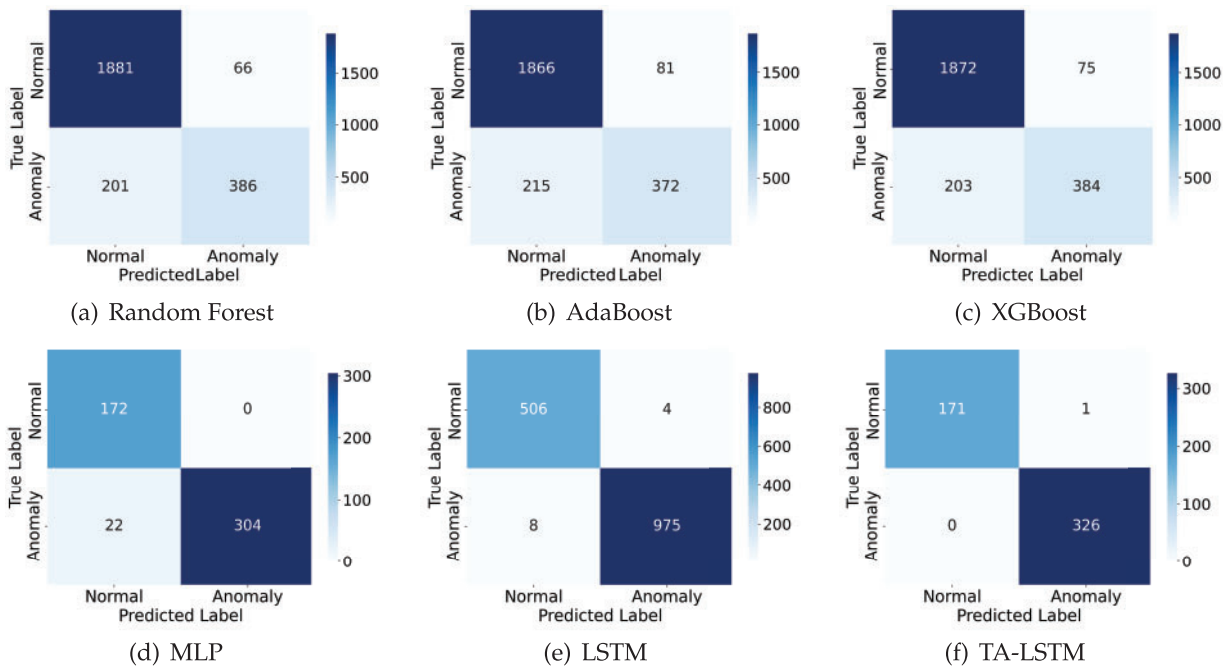 True Label
Normal
Anomaly
1881
66
201
386
1500
1000
500
Normal
Anomaly
PredictedLabel
(a) Random Forest
True Label
Normal
Anomaly
1866
81
215
372
1500
1000
500
Normal
Anomaly
Predicted Label
(b) AdaBoost
True Label
Normal
Anomaly
1872
75
203
384
1500
1000
500
Normal
Anomaly
Predicted Label
(c) XGBoost
True Label
Normal
Anomaly
172
0
22
304
300
200
100
0
Normal
Anomaly
Predicted Label
(d) MLP
True Label
Normal
Anomaly
506
4
8
975
800
600
400
200
Normal
Anomaly
Predicted Label
(e) LSTM
True Label
Normal
Anomaly
171
1
0
326
300
200
100
0
Normal
Anomaly
Predicted Label
(f) TA-LSTM